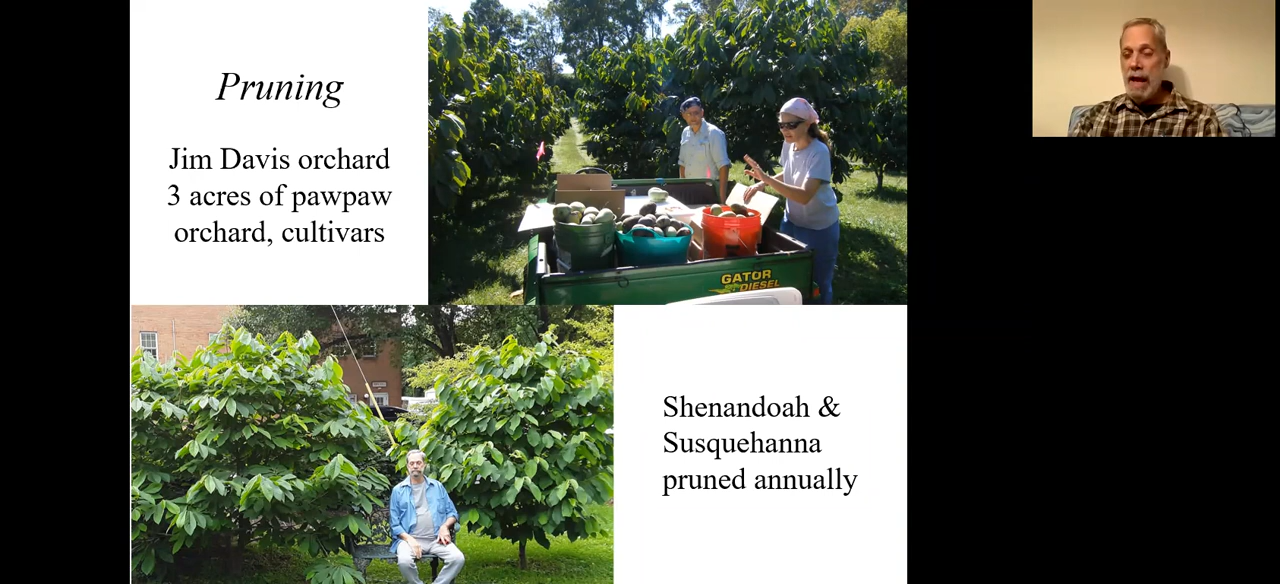 Pruning
Jim Davis orchard
3 acres of pawpaw
orchard, cultivars
GATOR
DIESEL
Shenandoah &
Susquehanna
pruned annually